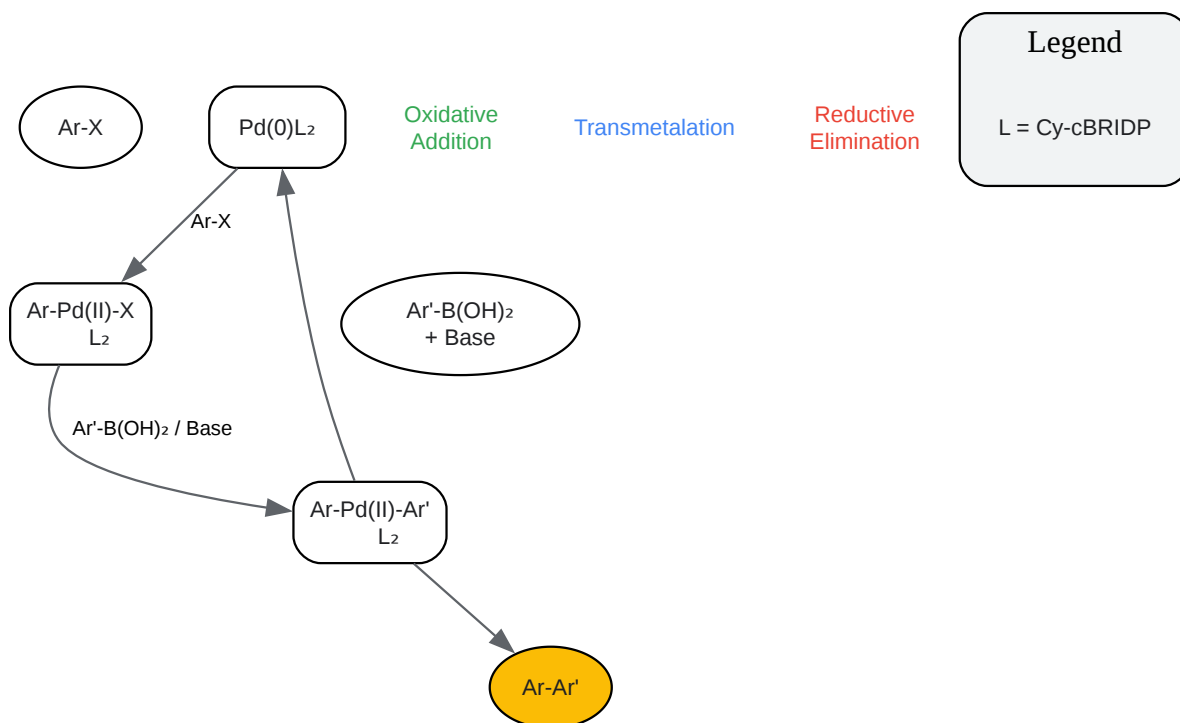 Legend
Ar-X
Pd(0)L₂
Oxidative
Addition
Transmetalation
Reductive
Elimination
L = Cy-cBRIDP
Ar-X
Ar-Pd(II)-X
L₂
Ar'-B(OH)₂
+ Base
Ar'-B(OH)₂ / Base
Ar-Pd(II)-Ar'
L₂
Ar-Ar'